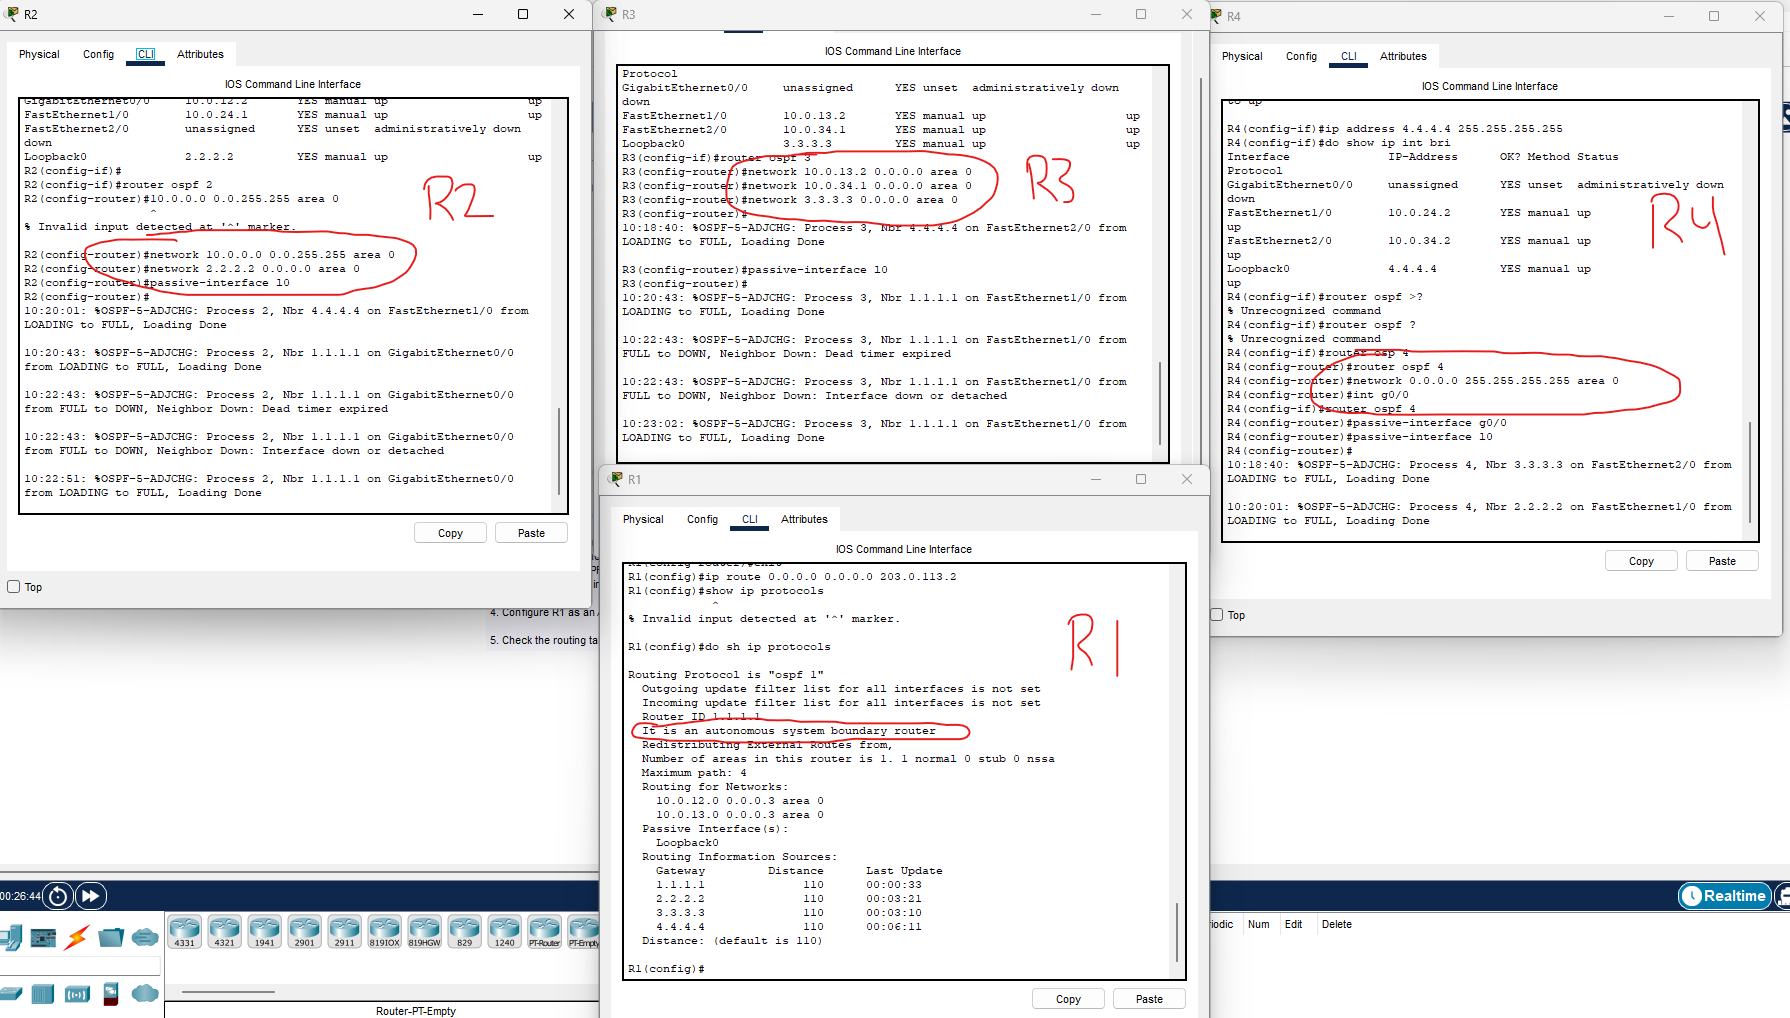 R2
Physical Config CLI Attributes
IOS Command Line Interface
GigabitEthernet0/0 10.0.12.2 YES manual up up
FastEthernet1/0 10.0.24.1 YES manual up up
FastEthernet2/0 unassigned YES unset administratively down
down
Loopback0 2.2.2.2 YES manual up up
R2(config-if)#
R2(config-if)#router ospf 2
R2(config-router)#10.0.0.0 0.0.255.255 area 0
^
% Invalid input detected at '^' marker.
R2(config-router)#network 10.0.0.0 0.0.255.255 area 0
R2(config-router)#network 2.2.2.2 0.0.0.0 area 0
R2(config-router)#passive-interface l0
R2(config-router)#
10:20:01: %OSPF-5-ADJCHG: Process 2, Nbr 4.4.4.4 on FastEthernet1/0 from
LOADING to FULL, Loading Done
10:20:43: %OSPF-5-ADJCHG: Process 2, Nbr 1.1.1.1 on GigabitEthernet0/0
from LOADING to FULL, Loading Done
10:22:43: %OSPF-5-ADJCHG: Process 2, Nbr 1.1.1.1 on GigabitEthernet0/0
from FULL to DOWN, Neighbor Down: Dead timer expired
10:22:43: %OSPF-5-ADJCHG: Process 2, Nbr 1.1.1.1 on GigabitEthernet0/0
from FULL to DOWN, Neighbor Down: Interface down or detached
10:22:51: %OSPF-5-ADJCHG: Process 2, Nbr 1.1.1.1 on GigabitEthernet0/0
from LOADING to FULL, Loading Done
R2
Copy Paste
Top
R3
IOS Command Line Interface
Protocol
GigabitEthernet0/0 unassigned YES unset administratively down
down
FastEthernet1/0 10.0.13.2 YES manual up up
FastEthernet2/0 10.0.34.1 YES manual up up
Loopback0 3.3.3.3 YES manual up up
R3(config-if)#router ospf 3
R3(config-router)#network 10.0.13.2 0.0.0.0 area 0
R3(config-router)#network 10.0.34.1 0.0.0.0 area 0
R3(config-router)#network 3.3.3.3 0.0.0.0 area 0
R3(config-router)#
10:18:40: %OSPF-5-ADJCHG: Process 3, Nbr 4.4.4.4 on FastEthernet2/0 from
LOADING to FULL, Loading Done
R3(config-router)#passive-interface l0
R3(config-router)#
10:20:43: %OSPF-5-ADJCHG: Process 3, Nbr 1.1.1.1 on FastEthernet1/0 from
LOADING to FULL, Loading Done
10:22:43: %OSPF-5-ADJCHG: Process 3, Nbr 1.1.1.1 on FastEthernet1/0 from
FULL to DOWN, Neighbor Down: Dead timer expired
10:22:43: %OSPF-5-ADJCHG: Process 3, Nbr 1.1.1.1 on FastEthernet1/0 from
FULL to DOWN, Neighbor Down: Interface down or detached
10:23:02: %OSPF-5-ADJCHG: Process 3, Nbr 1.1.1.1 on FastEthernet1/0 from
LOADING to FULL, Loading Done
R3
R4
Physical Config CLI Attributes
IOS Command Line Interface
to up
R4(config-if)#ip address 4.4.4.4 255.255.255.255
R4(config-if)#do show ip int bri
Interface IP-Address OK? Method Status
Protocol
GigabitEthernet0/0 unassigned YES unset administratively down
down
FastEthernet1/0 10.0.24.2 YES manual up
up
FastEthernet2/0 10.0.34.2 YES manual up
up
Loopback0 4.4.4.4 YES manual up
up
R4(config-if)#router ospf >?
% Unrecognized command
R4(config-if)#router ospf ?
% Unrecognized command
R4(config-if)#router osp 4
R4(config-router)#router ospf 4
R4(config-router)#network 0.0.0.0 255.255.255.255 area 0
R4(config-router)#int g0/0
R4(config-if)#router ospf 4
R4(config-router)#passive-interface g0/0
R4(config-router)#passive-interface l0
R4(config-router)#
10:18:40: %OSPF-5-ADJCHG: Process 4, Nbr 3.3.3.3 on FastEthernet2/0 from
LOADING to FULL, Loading Done
10:20:01: %OSPF-5-ADJCHG: Process 4, Nbr 2.2.2.2 on FastEthernet1/0 from
LOADING to FULL, Loading Done
R4
Copy Paste
Top
4. Configure R1 as an
5. Check the routing ta
R1
Physical Config CLI Attributes
IOS Command Line Interface
R1(config-router)#exit
R1(config)#ip route 0.0.0.0 0.0.0.0 203.0.113.2
R1(config)#show ip protocols
^
% Invalid input detected at '^' marker.
R1(config)#do sh ip protocols
Routing Protocol is "ospf 1"
Outgoing update filter list for all interfaces is not set
Incoming update filter list for all interfaces is not set
Router ID 1.1.1.1
It is an autonomous system boundary router
Redistributing External Routes from,
Number of areas in this router is 1. 1 normal 0 stub 0 nssa
Maximum path: 4
Routing for Networks:
10.0.12.0 0.0.0.3 area 0
10.0.13.0 0.0.0.3 area 0
Passive Interface(s):
Loopback0
Routing Information Sources:
Gateway Distance Last Update
1.1.1.1 110 00:00:33
2.2.2.2 110 00:03:21
3.3.3.3 110 00:03:10
4.4.4.4 110 00:06:11
Distance: (default is 110)
R1(config)#
R1
Copy Paste
00:26:44
Realtime
4331 4321 1941 2901 2911 819IOX 819HGW 829 1240 PT-Router PT-Empty
Router-PT-Empty
riodic Num Edit Delete